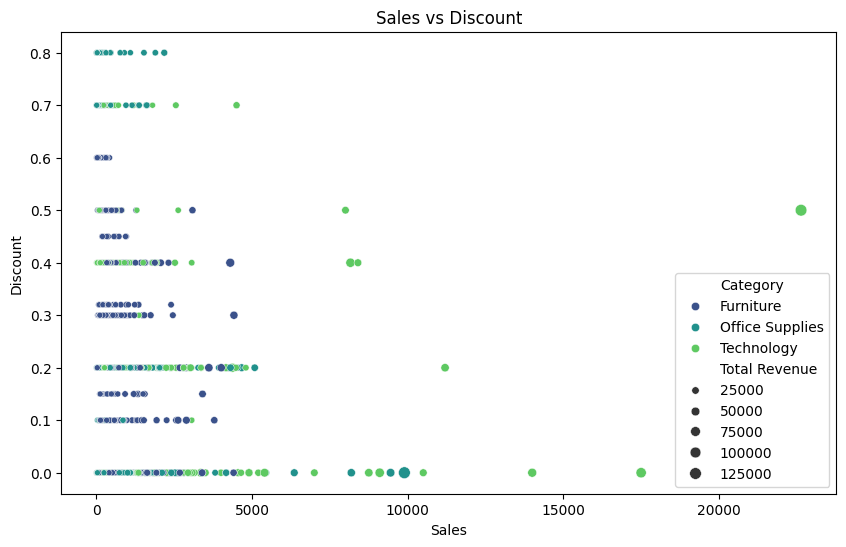 Sales vs Discount
Discount
0.8
0.7
0.6
0.5
0.4
0.3
0.2
0.1
0.0
Category
Furniture
Office Supplies
Technology
Total Revenue
25000
50000
75000
100000
125000
0
5000
10000
15000
20000
Sales